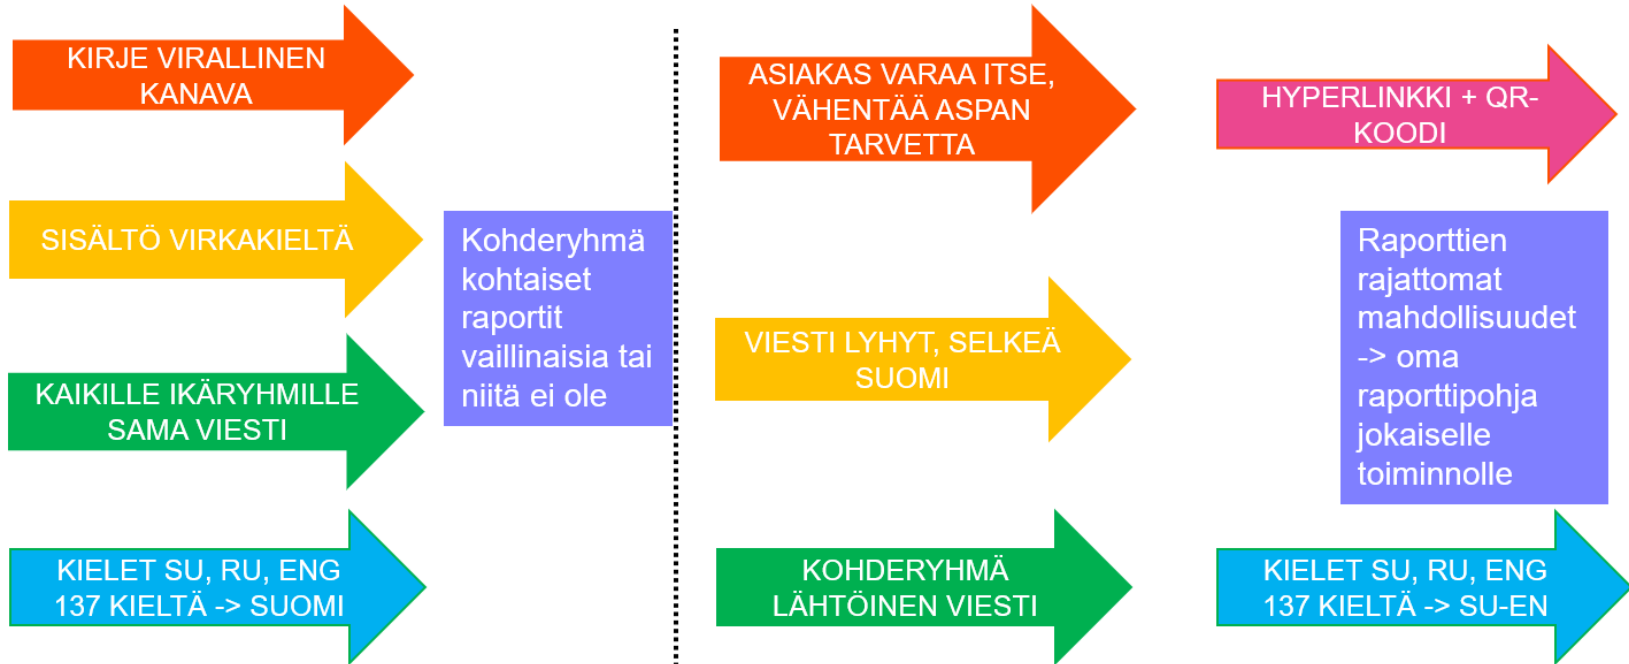 KIRJE VIRALLINEN
KANAVA
SISÄLTÖ VIRKAKIELTÄ
KAIKILLE IKÄRYHMILLE
SAMA VIESTI
KIELET SU, RU, ENG
137 KIELTÄ -> SUOMI
Kohderyhmä
kohtaiset
raportit
vaillinaisia tai
niitä ei ole
ASIAKAS VARAA ITSE,
VÄHENTÄÄ ASPAN
TARVETTA
VIESTI LYHYT, SELKEÄ
SUOMI
KOHDERYHMÄ
LÄHTÖINEN VIESTI
HYPERLINKKI + QR-
KOODI
Raporttien
rajattomat
mahdollisuudet
-> oma
raporttipohja
jokaiselle
toiminnolle
KIELET SU, RU, ENG
137 KIELTÄ -> SU-EN